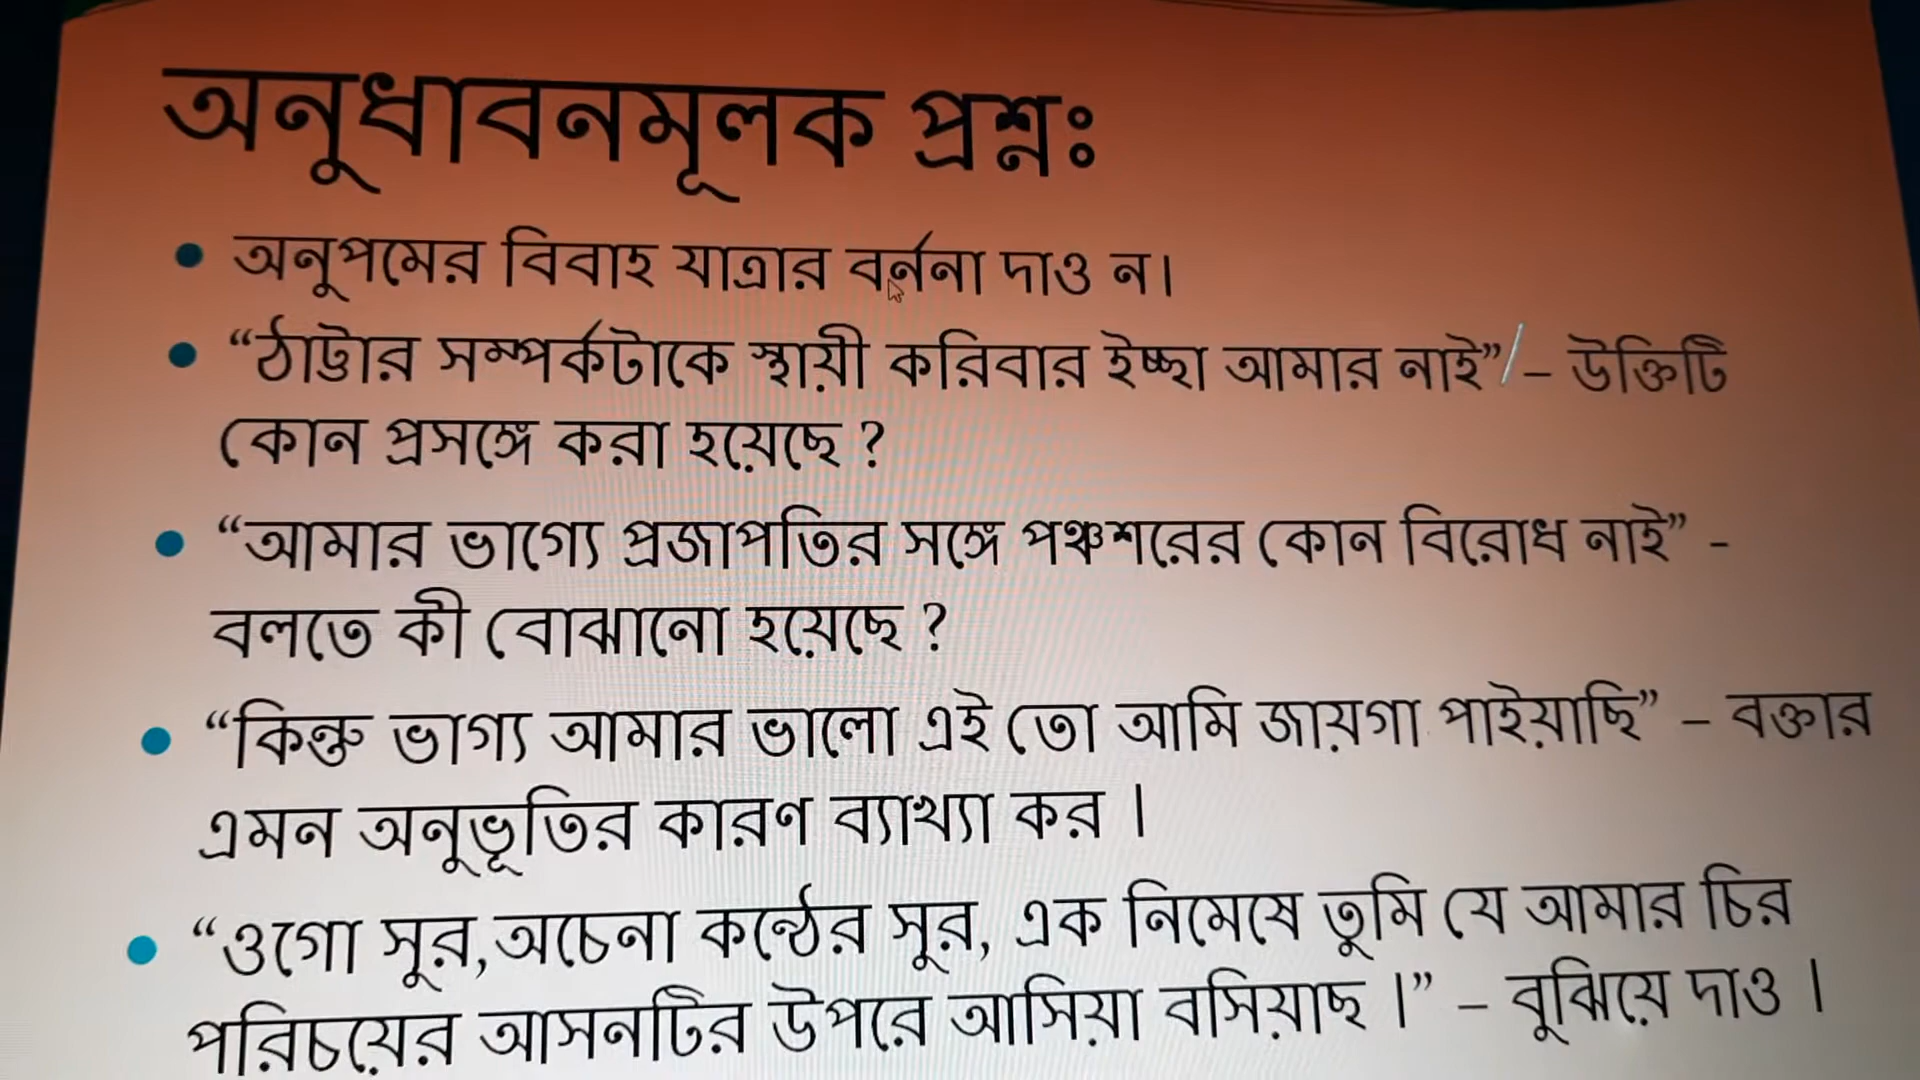 অনুধাবনমূলক প্রশ্নঃ
• অনুপমের বিবাহ যাত্রার বর্ননা দাও ন।
• “ঠাট্টার সম্পর্কটাকে স্থায়ী করিবার ইচ্ছা আমার নাই”/– উক্তিটি
কোন প্রসঙ্গে করা হয়েছে ?
• “আমার ভাগ্যে প্রজাপতির সঙ্গে পঞ্চশরের কোন বিরোধ নাই” -
বলতে কী বোঝানো হয়েছে ?
• “কিন্তু ভাগ্য আমার ভালো এই তো আমি জায়গা পাইয়াছি” – বক্তার
এমন অনুভূতির কারণ ব্যাখ্যা কর ।
• “ওগো সূর,অচেনা কন্ঠের সূর, এক নিমেষে তুমি যে আমার চির
পরিচয়ের আসনটির উপরে আসিয়া বসিয়াছ ।” – বুঝিয়ে দাও ।